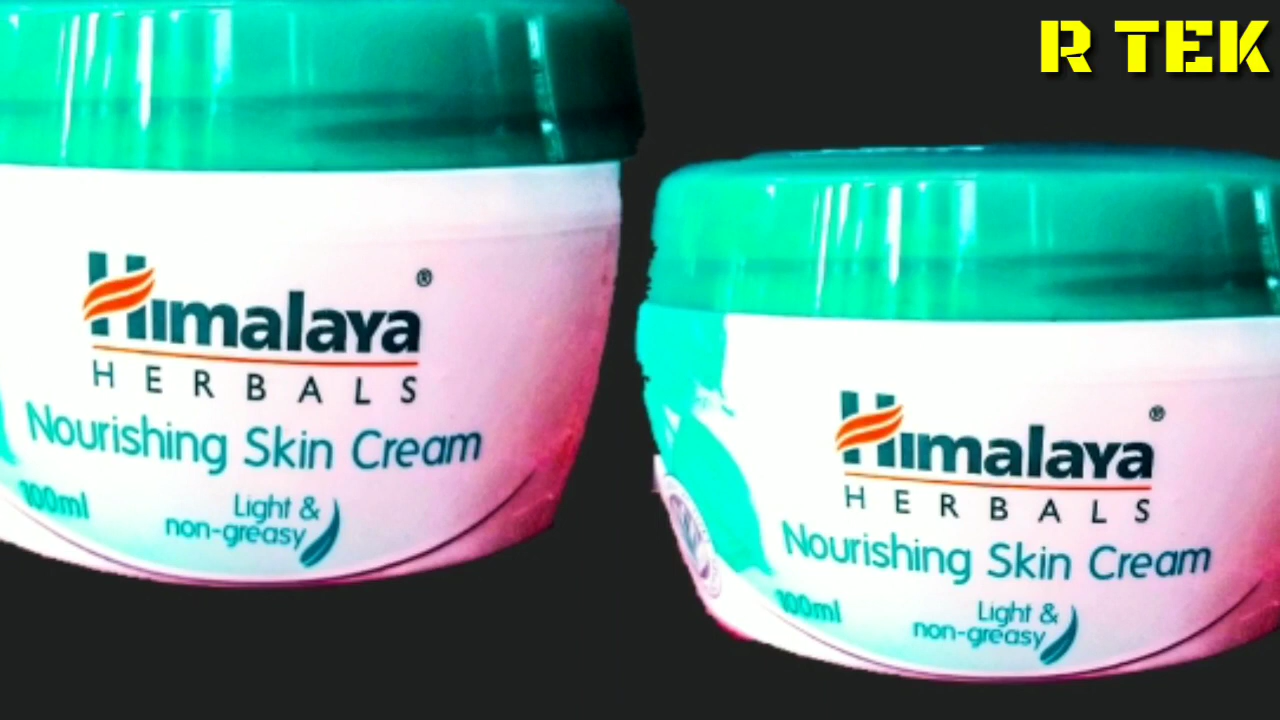 R TEK
Himalaya®
HERBALS
Nourishing Skin Cream
100ml
Light &
non-greasy
Himalaya®
HERBALS
Nourishing Skin Cream
100ml
Light &
non-greasy